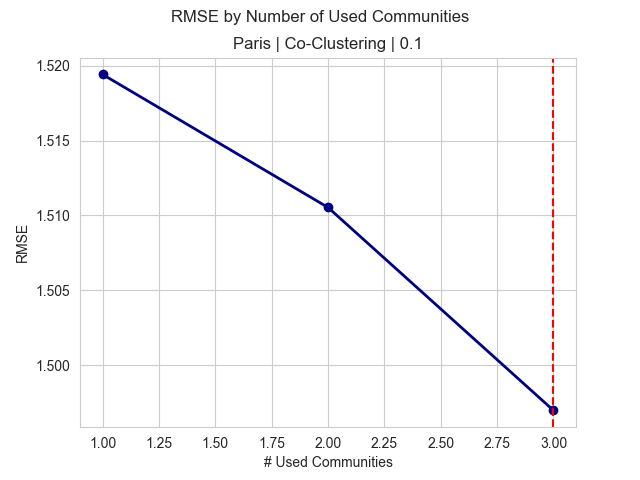 RMSE by Number of Used Communities
Paris | Co-Clustering | 0.1
1.520
1.515
1.510
1.505
1.500
RMSE
1.00 1.25 1.50 1.75 2.00 2.25 2.50 2.75 3.00
# Used Communities